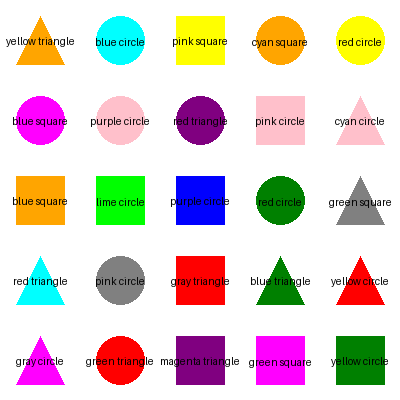 yellow triangle
blue circle
pink square
cyan square
red circle
blue square
purple circle
red triangle
pink circle
cyan circle
blue square
lime circle
purple circle
red circle
green square
red triangle
pink circle
gray triangle
blue triangle
yellow circle
gray circle
green triangle
magenta triangle
green square
yellow circle